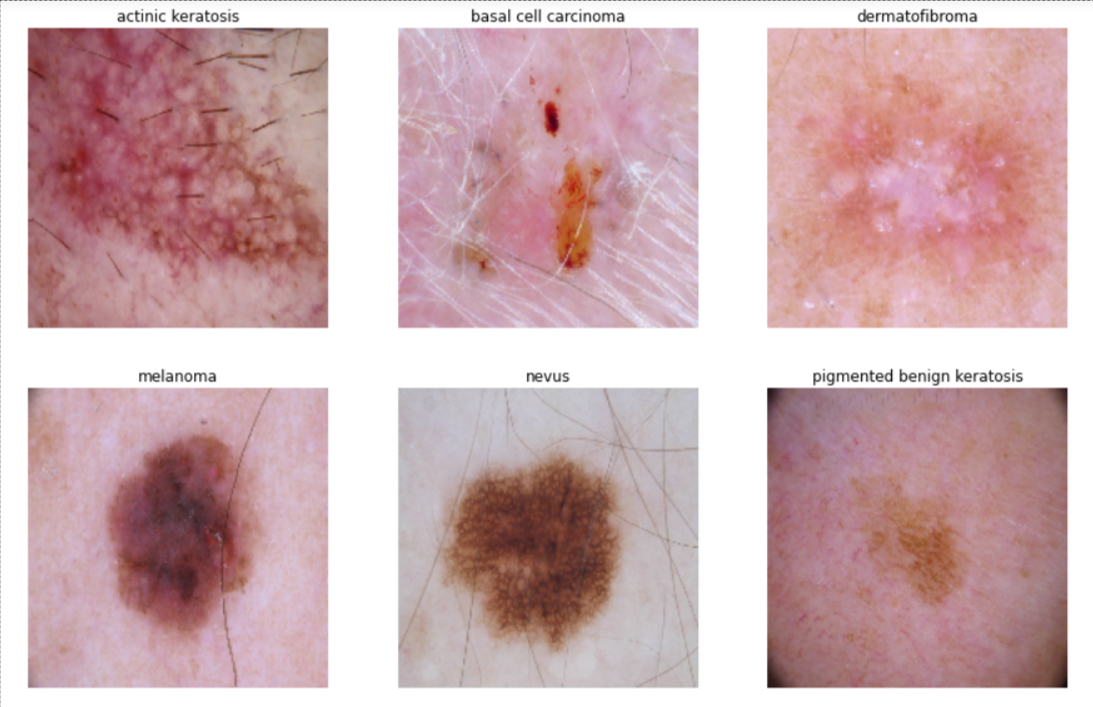 actinic keratosis
basal cell carcinoma
dermatofibroma
melanoma
nevus
pigmented benign keratosis